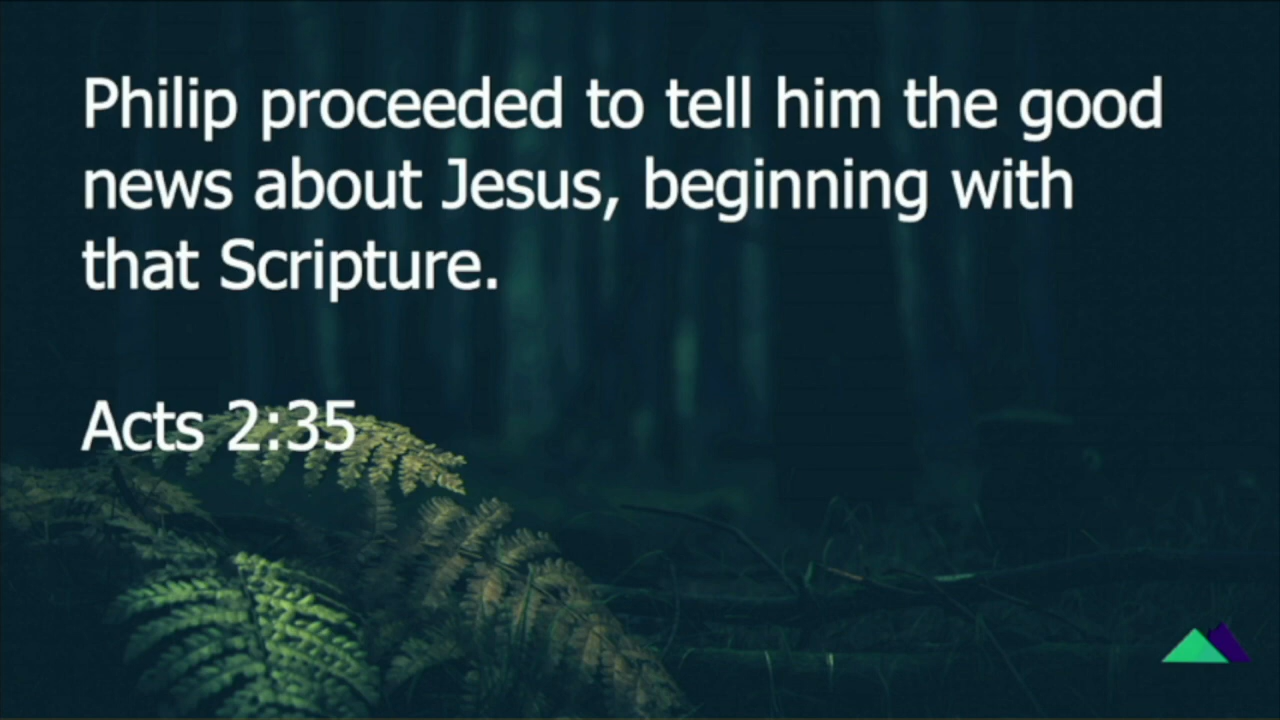 Philip proceeded to tell him the good
news about Jesus, beginning with
that Scripture.
Acts 2:35